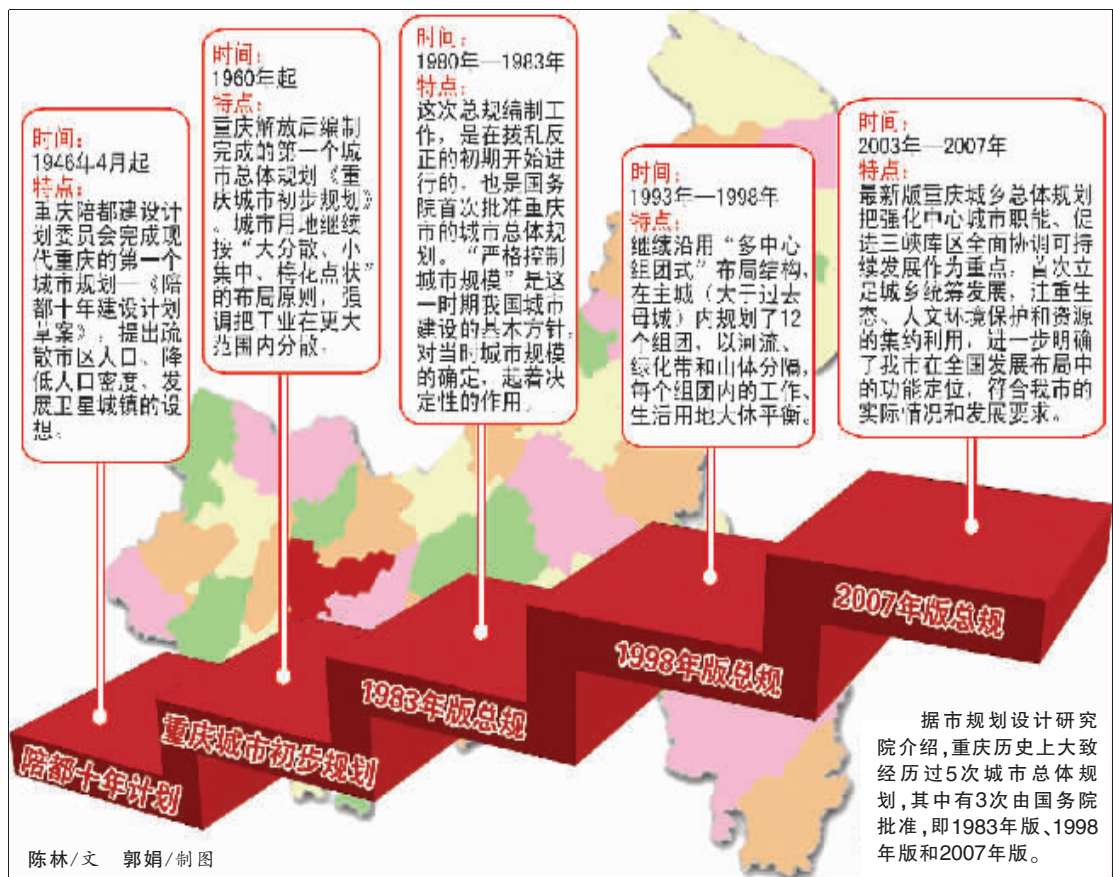 时间：
1946年4月起
特点：
重庆陪都建设计
划委员会完成现
代重庆的第一个
城市规划—《陪
都十年建设计划
草案》，提出疏
散市区人口、降
低人口密度、发
展卫星城镇的设
想。
时间：
1960年起
特点：
重庆解放后编制
完成的第一个城
市总体规划《重
庆城市初步规划》
。城市用地继续
按“大分散、小
集中、梅花点状”
的布局原则，强
调把工业在更大
范围内分散。
时间：
1980年—1983年
特点：
这次总规编制工
作，是在拨乱反
正的初期开始进
行的，也是国务
院首次批准重庆
市的城市总体规
划。“严格控制
城市规模”是这
一时期我国城市
建设的基本方针，
对当时城市规模
的确定，起着决
定性的作用。
时间：
1993年—1998年
特点：
继续沿用“多中心
组团式”布局结构，
在主城（大于过去
母城）内规划了12
个组团，以河流、
绿化带和山体分隔，
每个组团内的工作、
生活用地大体平衡。
时间：
2003年—2007年
特点：
最新版重庆城乡总体规划
把强化中心城市职能、促
进三峡库区全面协调可持
续发展作为重点，首次立
足城乡统筹发展，注重生
态、人文环境保护和资源
的集约利用，进一步明确
了我市在全国发展布局中
的功能定位，符合我市的
实际情况和发展要求。
陪都十年计划
重庆城市初步规划
1983年版总规
1998年版总规
2007年版总规
据市规划设计研究
院介绍，重庆历史上大致
经历过5次城市总体规
划，其中有3次由国务院
批准，即1983年版、1998
年版和2007年版。
陈林/文 郭娟/制图